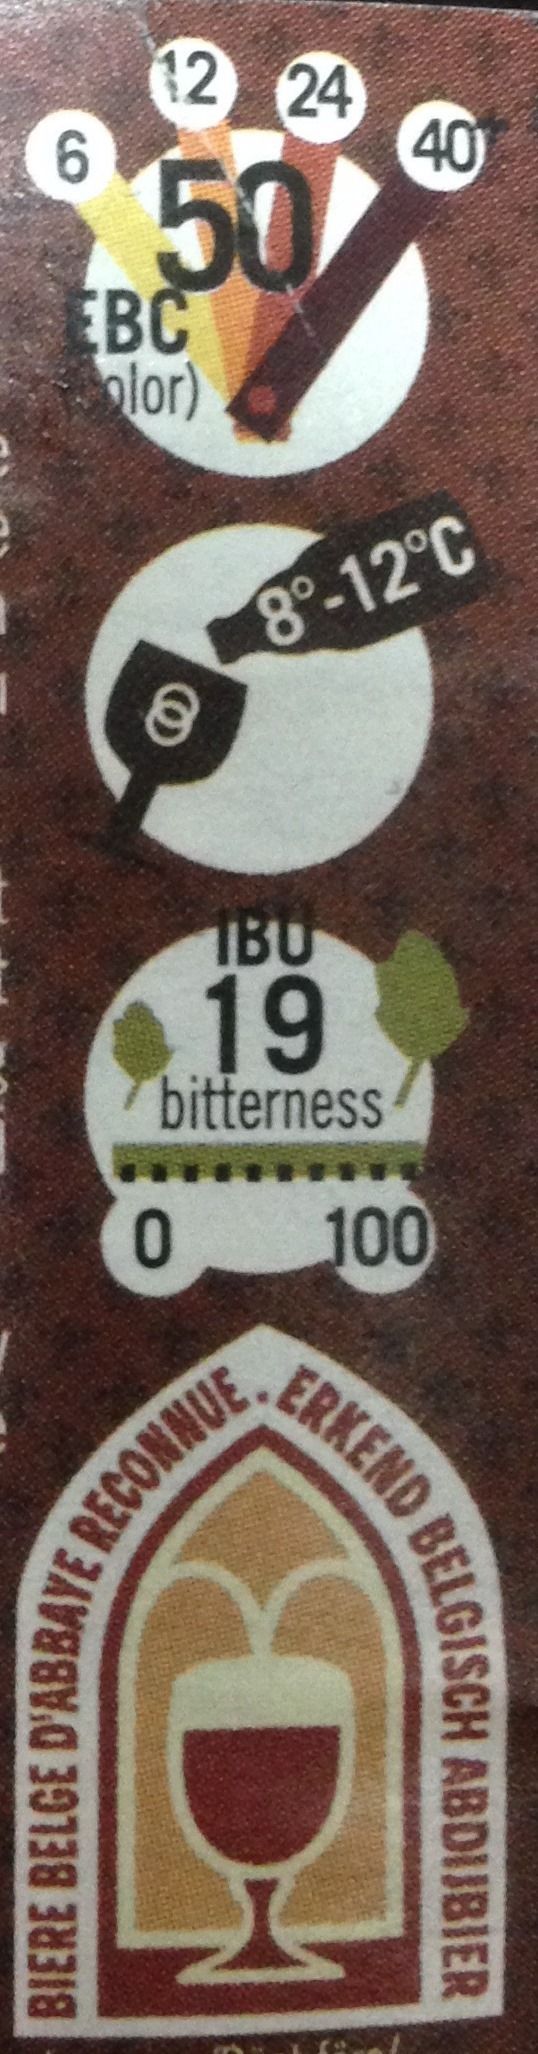 6
12
24
40+
50
EBC
(color)
8°-12°C
IBU
19
bitterness
0
100
BIERE BELGE D'ABBAYE RECONNUE . ERKEND BELGISCH ABDIJBIER